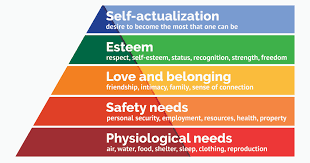 Self-actualization
desire to become the most that one can be
Esteem
respect, self-esteem, status, recognition, strength, freedom
Love and belonging
friendship, intimacy, family, sense of connection
Safety needs
personal security, employment, resources, health, property
Physiological needs
air, water, food, shelter, sleep, clothing, reproduction